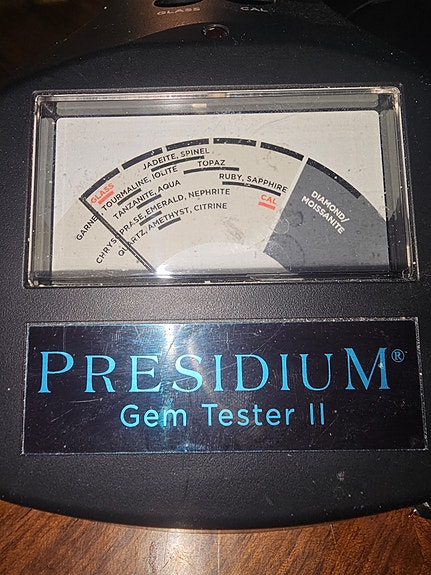 GLASS CAL
JADEITE, SPINEL
GLASS
GARNET, TOURMALINE, IOLITE
TOPAZ
TANZANITE, AQUA
RUBY, SAPPHIRE
CAL
DIAMOND/
MOISSANITE
CHRYSOPRASE, EMERALD, NEPHRITE
QUARTZ, AMETHYST, CITRINE
PRESIDIUM®
Gem Tester II